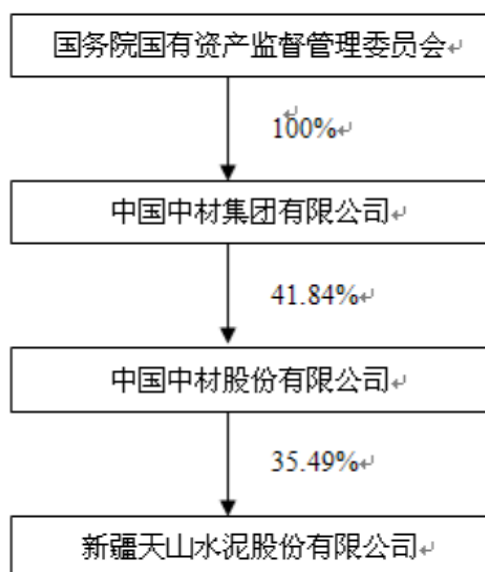 国务院国有资产监督管理委员会
100%
中国中材集团有限公司
41.84%
中国中材股份有限公司
35.49%
新疆天山水泥股份有限公司